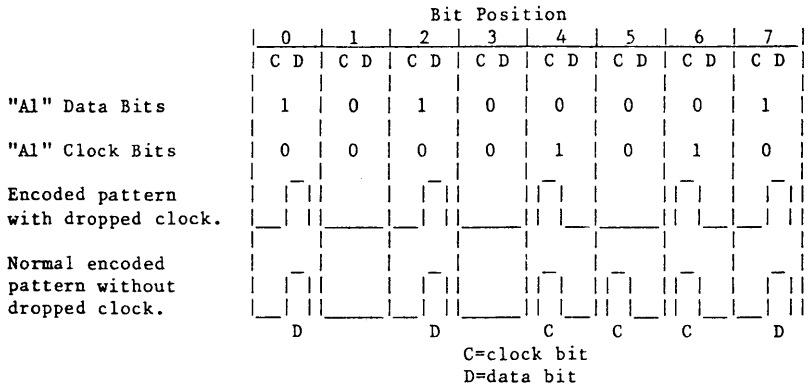 Bit Position
0 1 2 3 4 5 6 7
C D C D C D C D C D C D C D C D
"A1" Data Bits 1 0 1 0 0 0 0 1
"A1" Clock Bits 0 0 0 0 1 0 1 0
Encoded pattern
with dropped clock.
Normal encoded
pattern without
dropped clock.
D D C C C D
C=clock bit
D=data bit